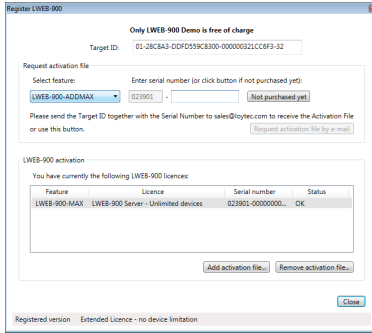 Register LWEB-900
Only LWEB-900 Demo is free of charge
Target ID: 01-28C8A3-DDFD559C8300-000000321CC6F3-32
Request activation file
Select feature: Enter serial number (or click button if not purchased yet):
LWEB-900-ADDMAX 023901 - Not purchased yet
Please send the Target ID together with the Serial Number to sales@loytec.com to receive the Activation File
or use this button. Request activation file by e-mail
LWEB-900 activation
You have currently the following LWEB-900 licences:
Feature Licence Serial number Status
LWEB-900-MAX LWEB-900 Server - Unlimited devices 023901-00000000... OK
Add activation file... Remove activation file...
Close
Registered version Extended Licence - no device limitation